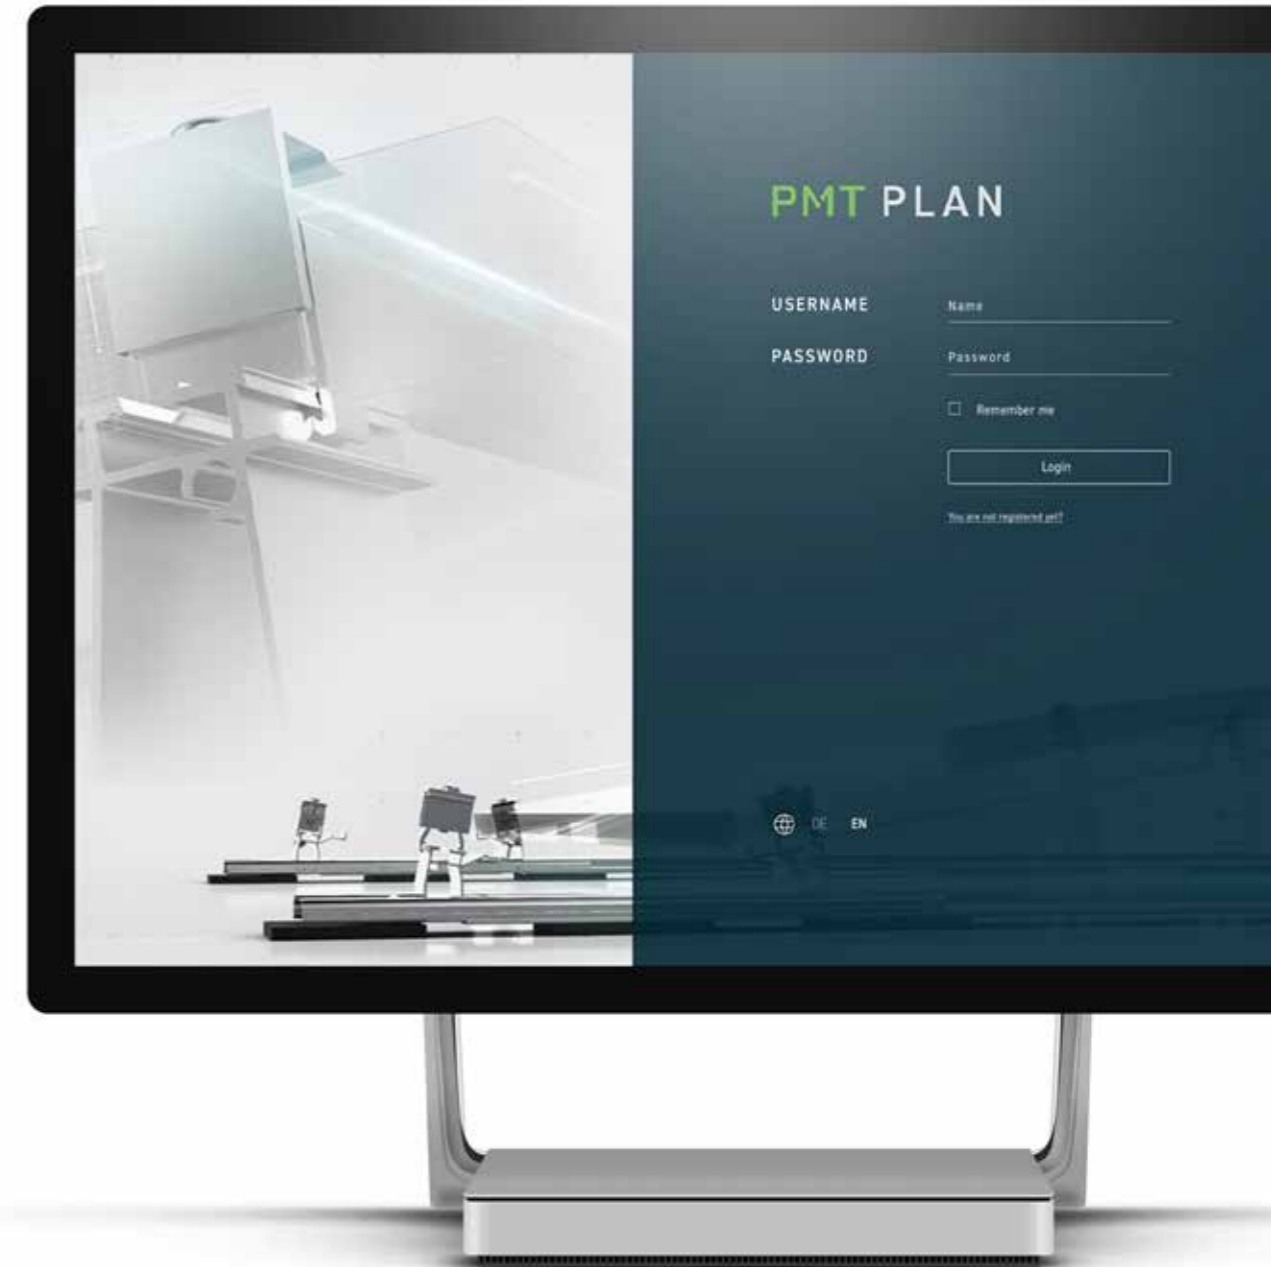 PMT PLAN
USERNAME Name
PASSWORD Password
Remember me
Login
You are not registered yet?
DE EN